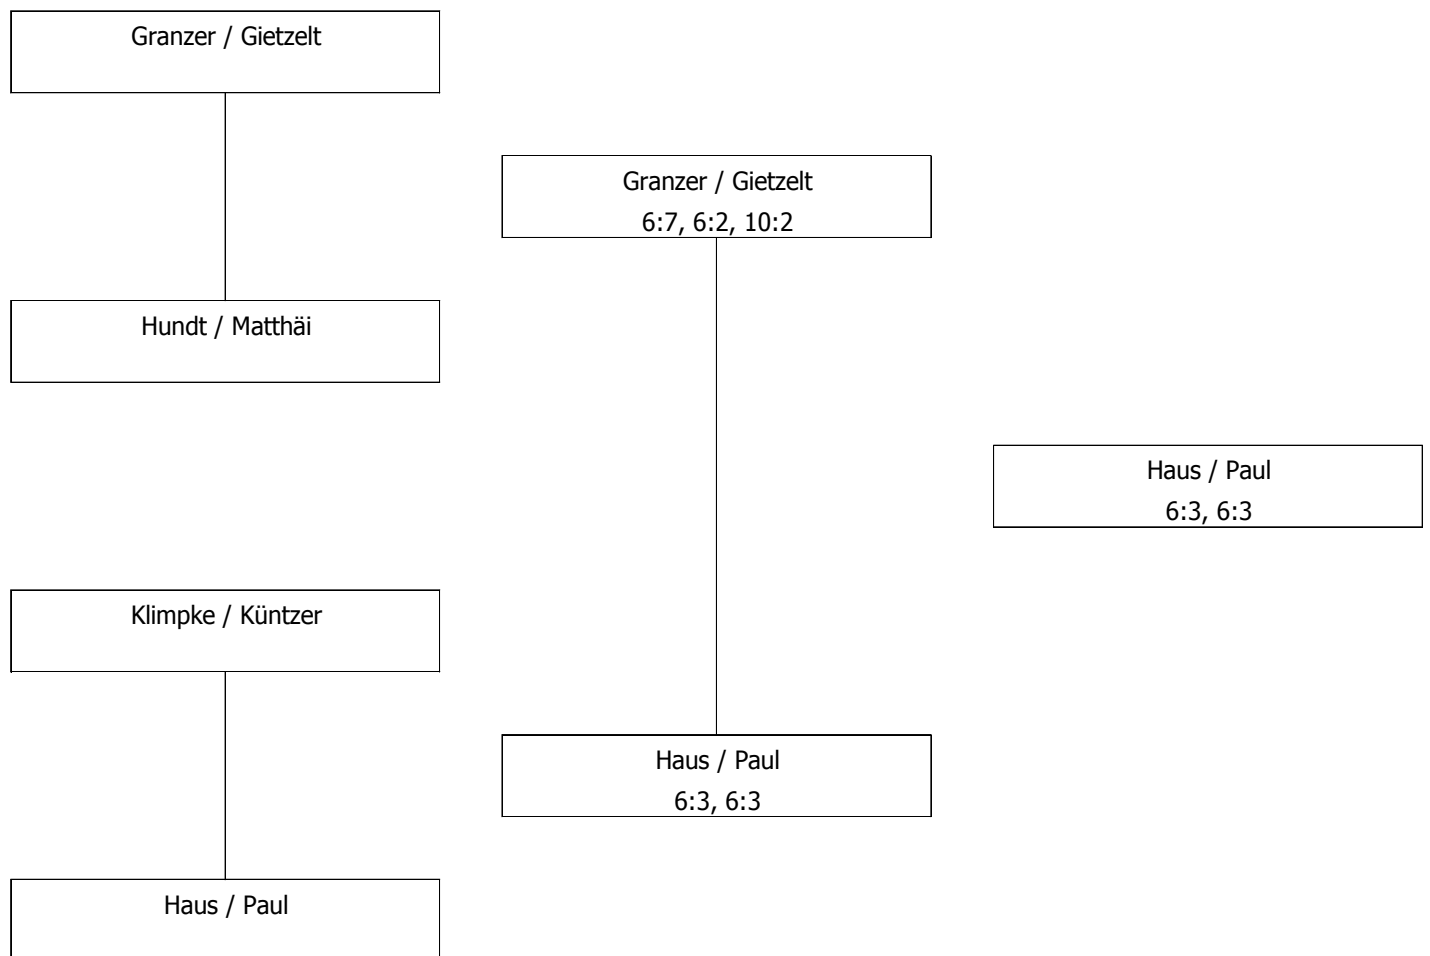 Granzer / Gietzelt
Granzer / Gietzelt
6:7, 6:2, 10:2
Hundt / Matthäi
Haus / Paul
6:3, 6:3
Klimpke / Küntzer
Haus / Paul
6:3, 6:3
Haus / Paul